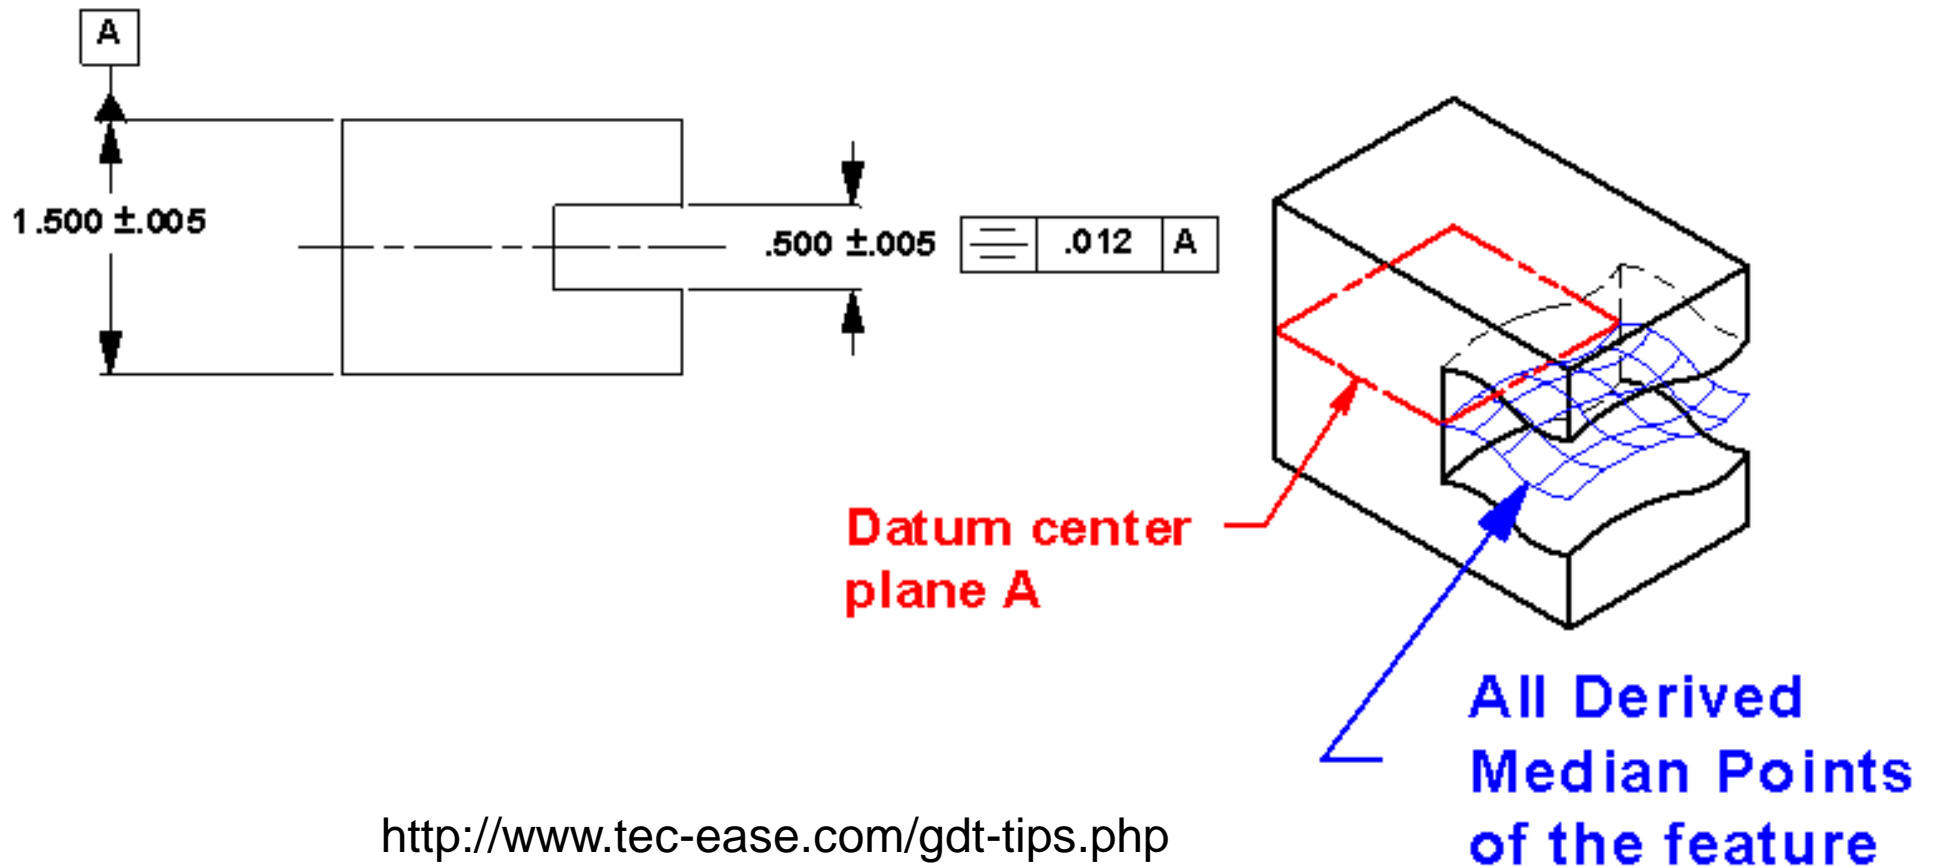 A
1.500 ±.005
.500 ±.005
.012 A
Datum center
plane A
All Derived
Median Points
of the feature
http://www.tec-ease.com/gdt-tips.php